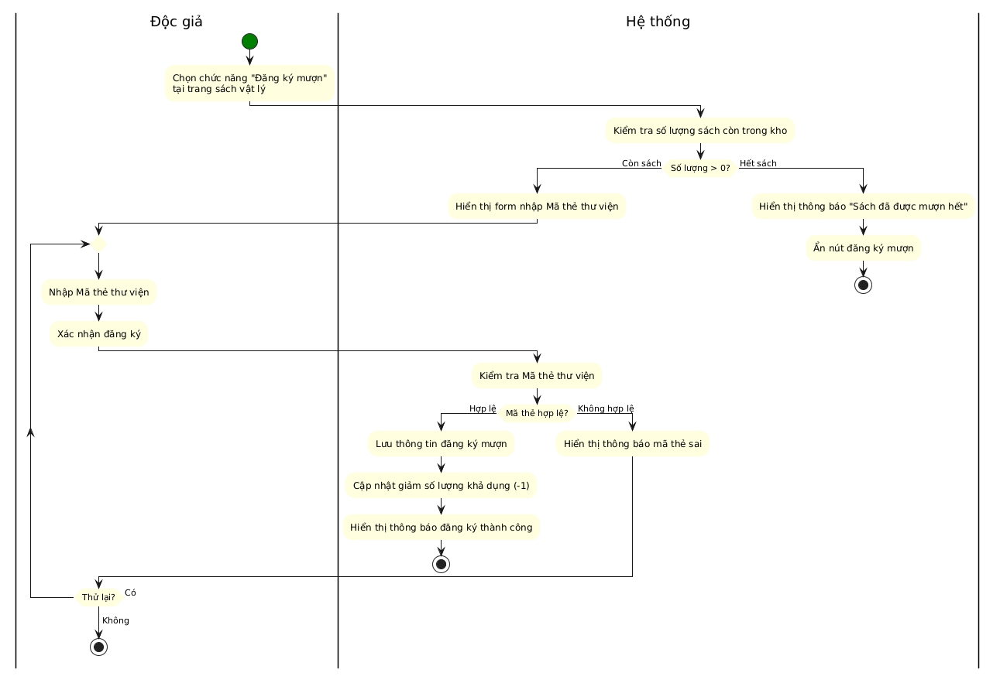 Độc giả
Hệ thống
Chọn chức năng "Đăng ký mượn"
tại trang sách vật lý
Kiểm tra số lượng sách còn trong kho
Còn sách
Số lượng > 0?
Hết sách
Hiển thị form nhập Mã thẻ thư viện
Hiển thị thông báo "Sách đã được mượn hết"
Ẩn nút đăng ký mượn
Nhập Mã thẻ thư viện
Xác nhận đăng ký
Kiểm tra Mã thẻ thư viện
Hợp lệ
Mã thẻ hợp lệ?
Không hợp lệ
Lưu thông tin đăng ký mượn
Hiển thị thông báo mã thẻ sai
Cập nhật giảm số lượng khả dụng (-1)
Hiển thị thông báo đăng ký thành công
Thử lại?
Có
Không